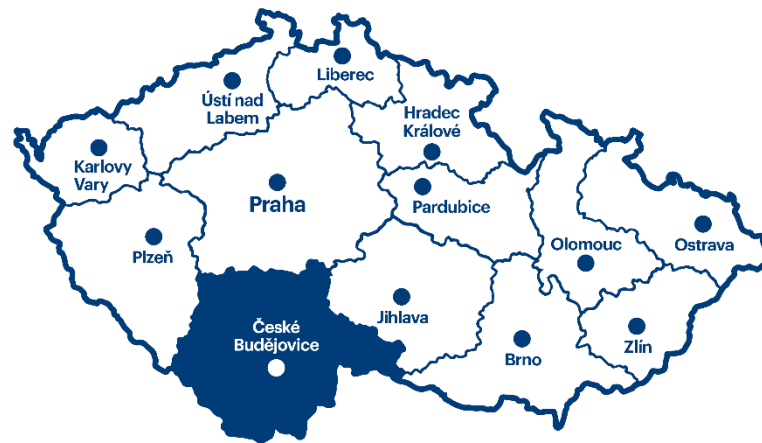 Liberec
Ústí nad
Labem
Hradec
Králové
Karlovy
Vary
Praha
Pardubice
Plzeň
Olomouc
Ostrava
Jihlava
České
Budějovice
Brno
Zlín